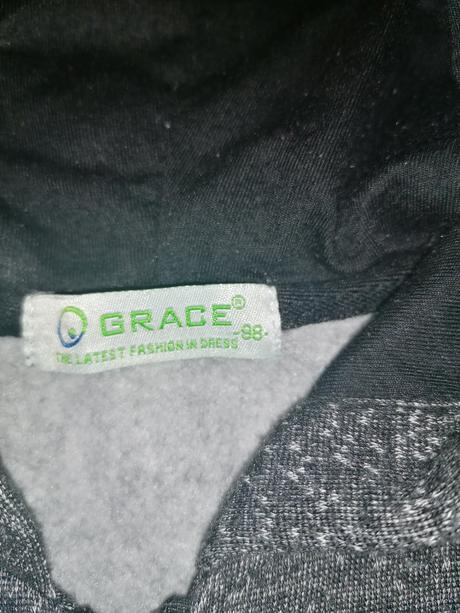 GRACE®
-98-
THE LATEST FASHION IN DRESS